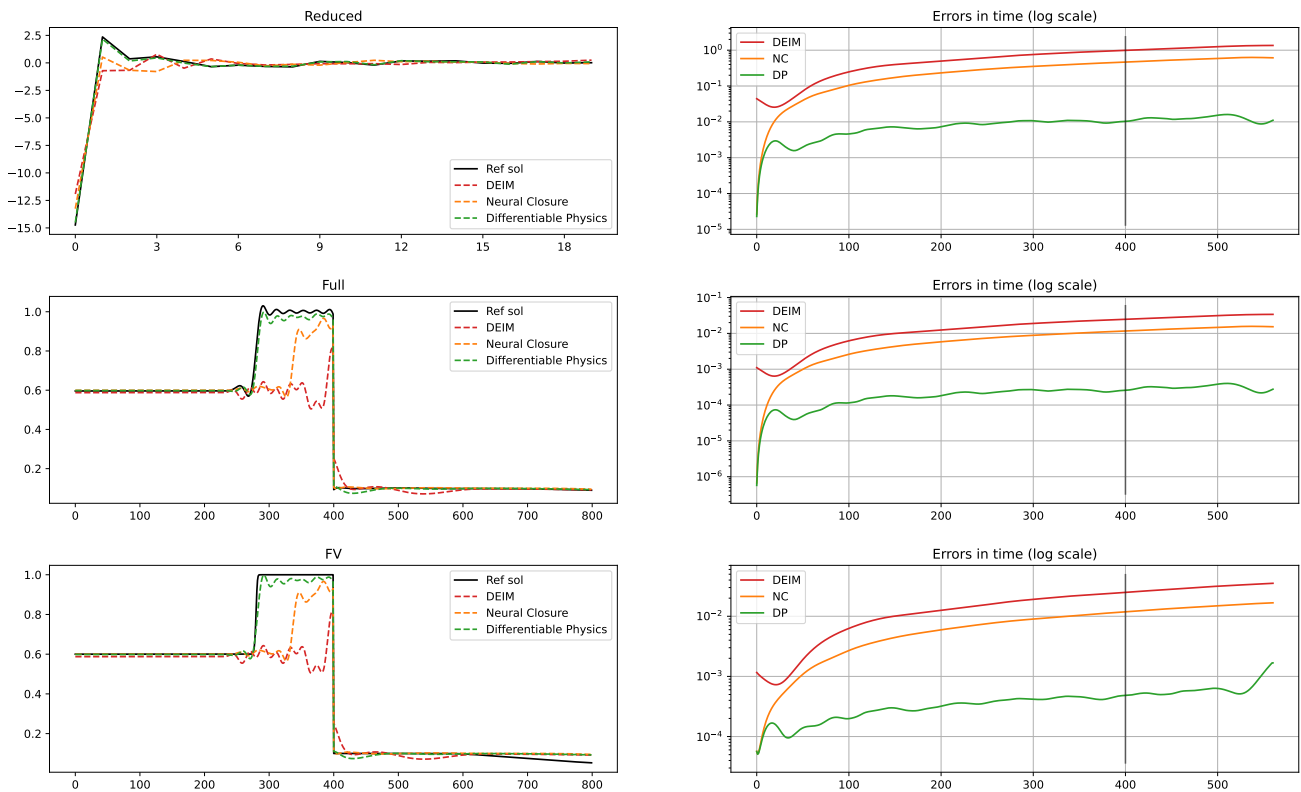 Reduced
2.5
0.0
−2.5
−5.0
−7.5
−10.0
−12.5
−15.0
0 3 6 9 12 15 18
Ref sol
DEIM
Neural Closure
Differentiable Physics
Errors in time (log scale)
10^0
10^−1
10^−2
10^−3
10^−4
10^−5
0 100 200 300 400 500
DEIM
NC
DP
Full
1.0
0.8
0.6
0.4
0.2
0 100 200 300 400 500 600 700 800
Ref sol
DEIM
Neural Closure
Differentiable Physics
Errors in time (log scale)
10^−1
10^−2
10^−3
10^−4
10^−5
10^−6
0 100 200 300 400 500
DEIM
NC
DP
FV
1.0
0.8
0.6
0.4
0.2
0 100 200 300 400 500 600 700 800
Ref sol
DEIM
Neural Closure
Differentiable Physics
Errors in time (log scale)
10^−2
10^−3
10^−4
0 100 200 300 400 500
DEIM
NC
DP